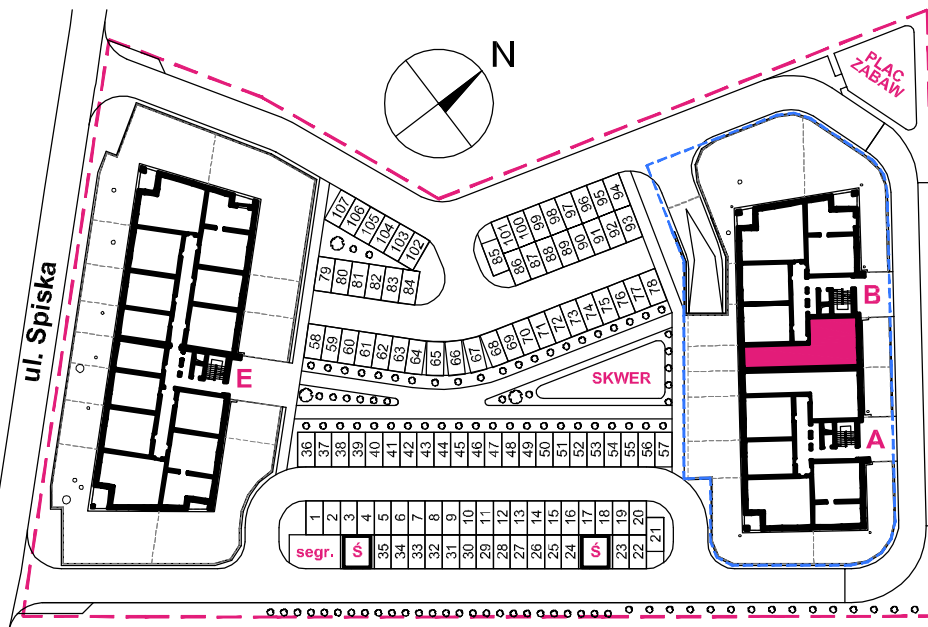 N
PLAC
ZABAW
ul. Spiska
107
106
105
104
103
102
85 101 100 99 98 97 96 95 94
86 87 88 89 90 91 92 93
79 80 81 82 83 84
58 59 60 61 62 63 64 65 66 67 68 69 70 71 72 73 74 75 76 77 78
B
E
SKWER
A
36 37 38 39 40 41 42 43 44 45 46 47 48 49 50 51 52 53 54 55 56 57
1 2 3 4 5 6 7 8 9 10 11 12 13 14 15 16 17 18 19 20
21
segr. Ś 35 34 33 32 31 30 29 28 27 26 25 24 Ś 23 22